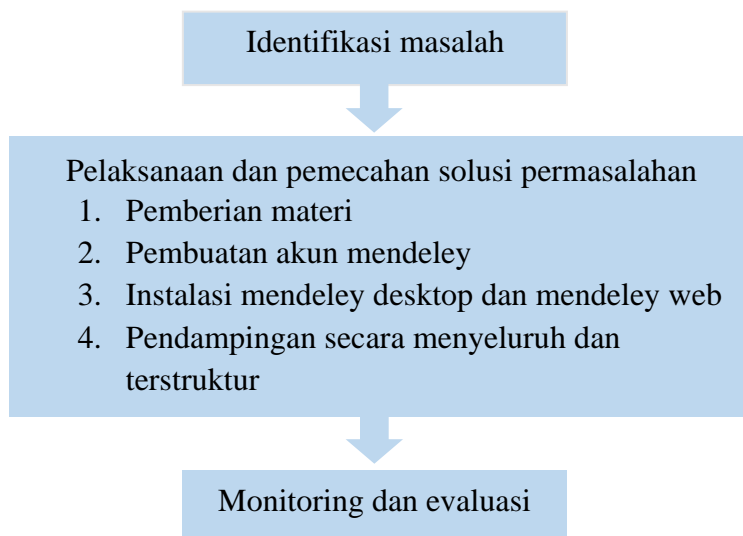 Identifikasi masalah
Pelaksanaan dan pemecahan solusi permasalahan
1. Pemberian materi
2. Pembuatan akun mendeley
3. Instalasi mendeley desktop dan mendeley web
4. Pendampingan secara menyeluruh dan
terstruktur
Monitoring dan evaluasi